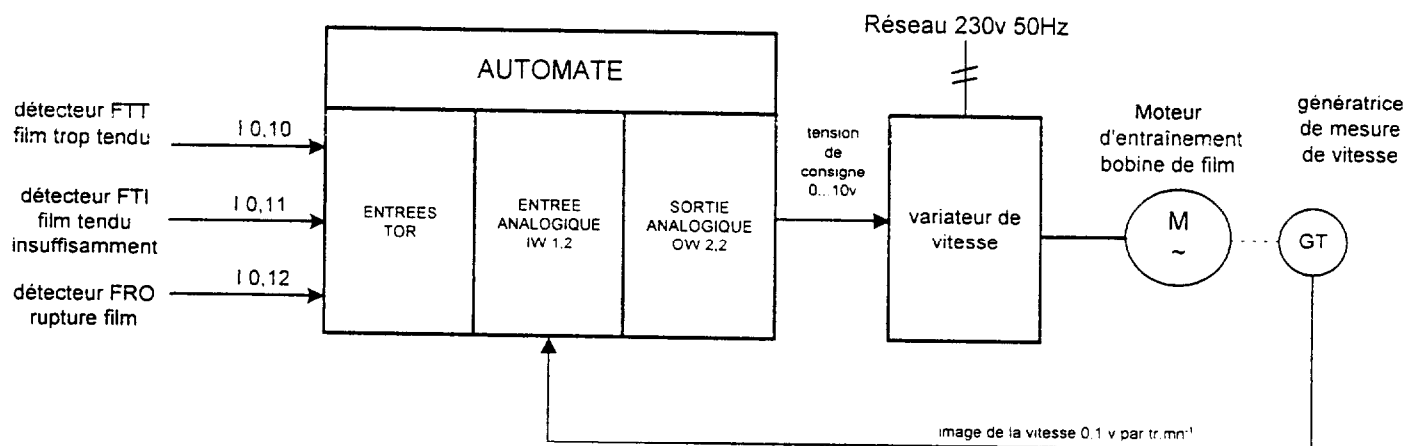 Réseau 230v 50Hz
AUTOMATE
détecteur FTT
film trop tendu
I 0,10
détecteur FTI
film tendu
insuffisamment
I 0,11
détecteur FRO
rupture film
I 0,12
ENTREES
TOR
ENTREE
ANALOGIQUE
IW 1,2
SORTIE
ANALOGIQUE
OW 2,2
tension
de
consigne
0...10v
variateur de
vitesse
Moteur
d'entraînement
bobine de film
M
~
génératrice
de mesure
de vitesse
GT
image de la vitesse 0.1 v par tr.mn⁻¹